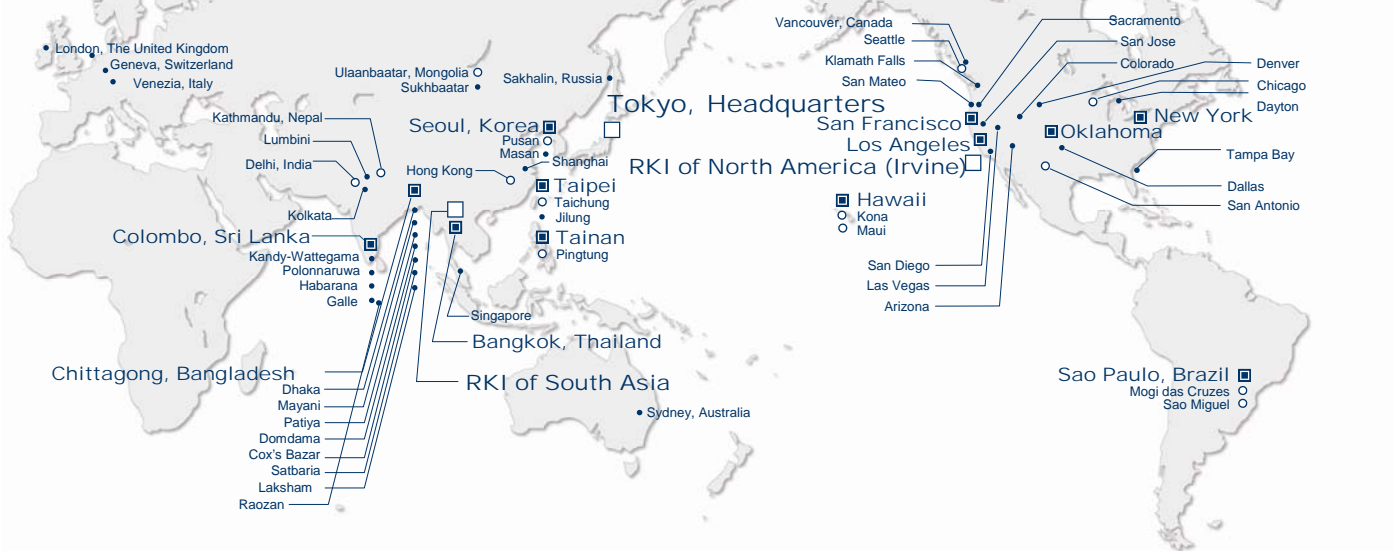 London, The United Kingdom
Geneva, Switzerland
Venezia, Italy
Ulaanbaatar, Mongolia
Sukhbaatar
Sakhalin, Russia
Kathmandu, Nepal
Lumbini
Delhi, India
Kolkata
Tokyo, Headquarters
Seoul, Korea
Pusan
Masan
Shanghai
Hong Kong
Taipei
Taichung
Jilung
Tainan
Pingtung
Colombo, Sri Lanka
Kandy-Wattegama
Polonnaruwa
Habarana
Galle
Singapore
Bangkok, Thailand
RKI of South Asia
Chittagong, Bangladesh
Dhaka
Mayani
Patiya
Domdama
Cox's Bazar
Satbaria
Laksham
Raozan
Sydney, Australia
Vancouver, Canada
Seattle
Klamath Falls
San Mateo
San Francisco
Los Angeles
RKI of North America (Irvine)
Hawaii
Kona
Maui
San Diego
Las Vegas
Arizona
Sacramento
San Jose
Colorado
Denver
Chicago
Dayton
New York
Oklahoma
Tampa Bay
Dallas
San Antonio
Sao Paulo, Brazil
Mogi das Cruzes
Sao Miguel